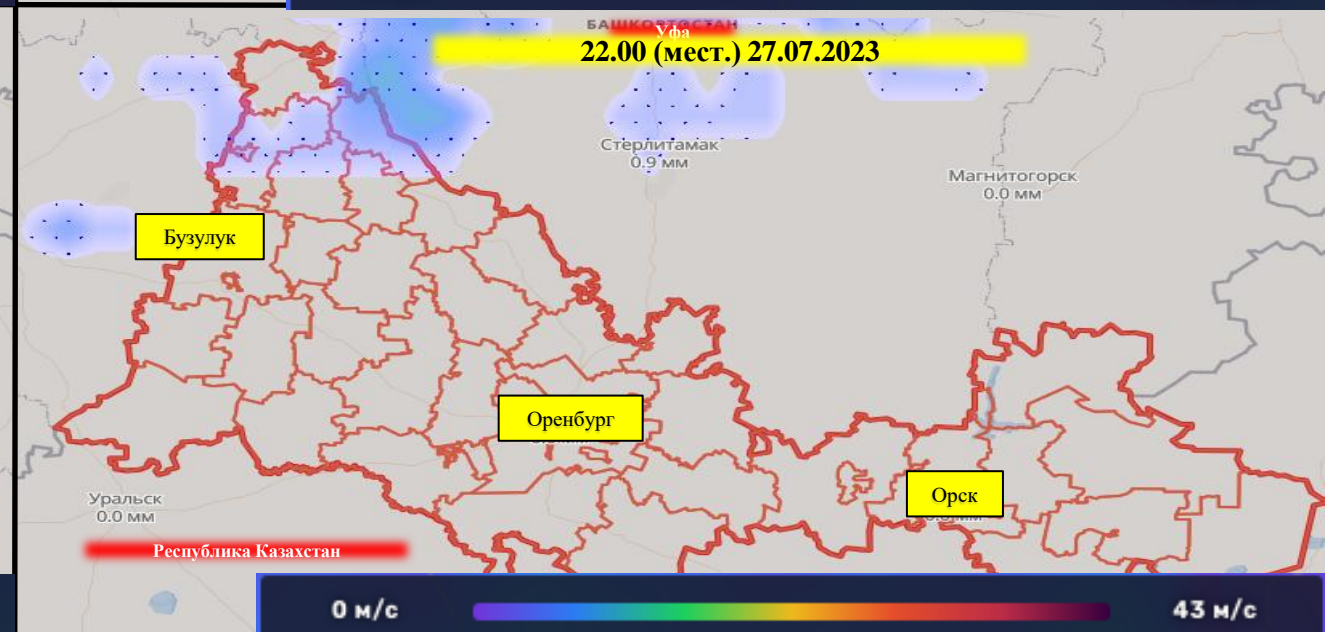 БАШКОРТОСТАН
Уфа
22.00 (мест.) 27.07.2023
Стерлитамак
0.9 мм
Магнитогорск
0.0 мм
Бузулук
Оренбург
Орск
Уральск
0.0 мм
Республика Казахстан
0 м/с
43 м/с